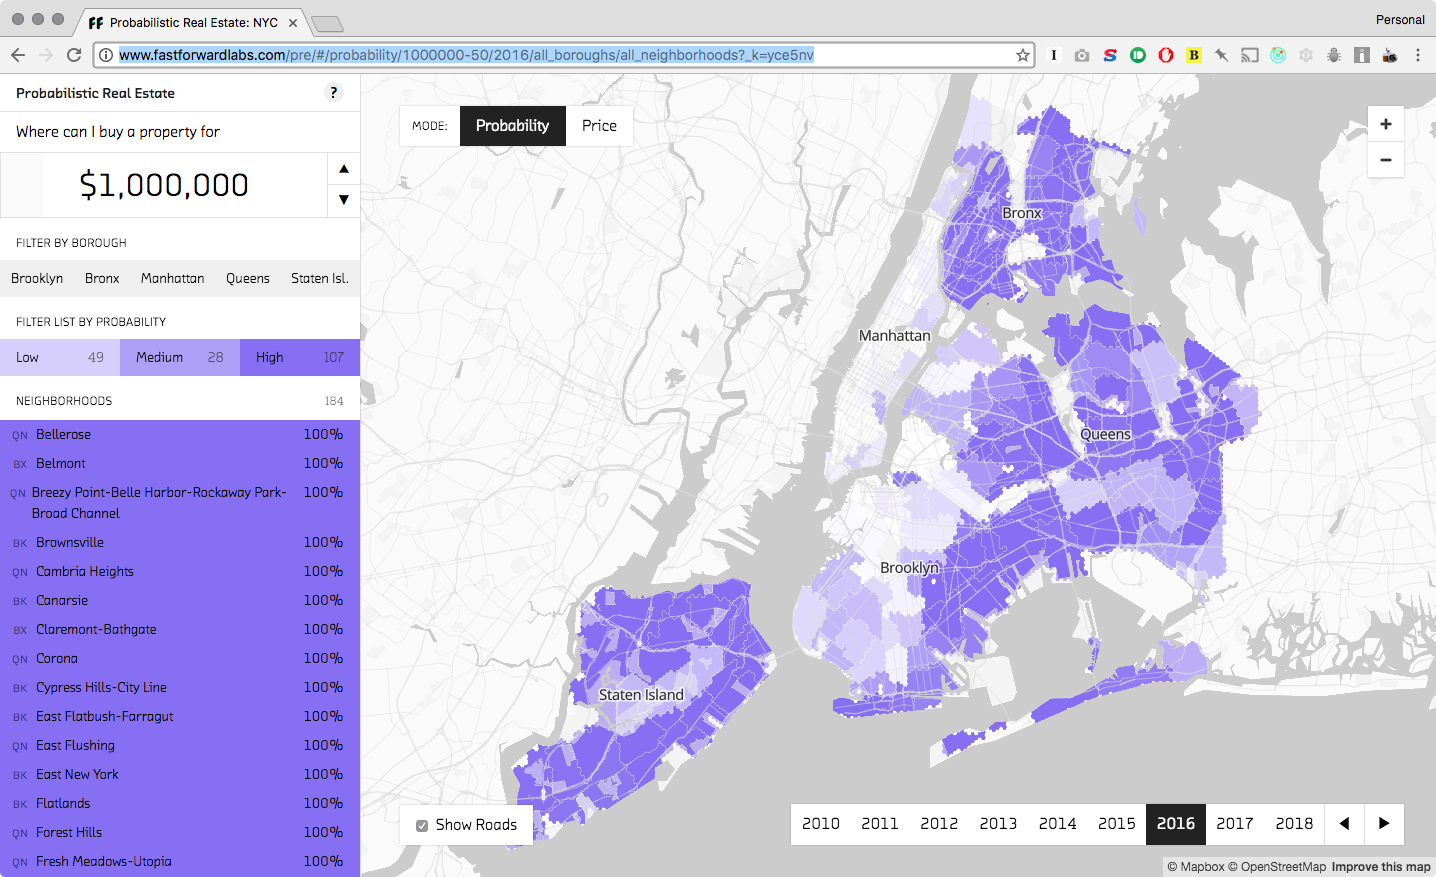 Probabilistic Real Estate: NYC
Personal
www.fastforwardlabs.com/pre/#/probability/1000000-50/2016/all_boroughs/all_neighborhoods?_k=yce5nv
Probabilistic Real Estate
?
Where can I buy a property for
$1,000,000
FILTER BY BOROUGH
Brooklyn Bronx Manhattan Queens Staten Isl.
FILTER LIST BY PROBABILITY
Low 49 Medium 28 High 107
NEIGHBORHOODS 184
QN Bellerose 100%
BX Belmont 100%
QN Breezy Point-Belle Harbor-Rockaway Park- 100%
Broad Channel
BK Brownsville 100%
QN Cambria Heights 100%
BK Canarsie 100%
BX Claremont-Bathgate 100%
QN Corona 100%
BK Cypress Hills-City Line 100%
BK East Flatbush-Farragut 100%
QN East Flushing 100%
BK East New York 100%
BK Flatlands 100%
QN Forest Hills 100%
QN Fresh Meadows-Utopia 100%
MODE: Probability Price
+
−
Bronx
Manhattan
Queens
Brooklyn
Staten Island
Show Roads
2010 2011 2012 2013 2014 2015 2016 2017 2018
© Mapbox © OpenStreetMap Improve this map